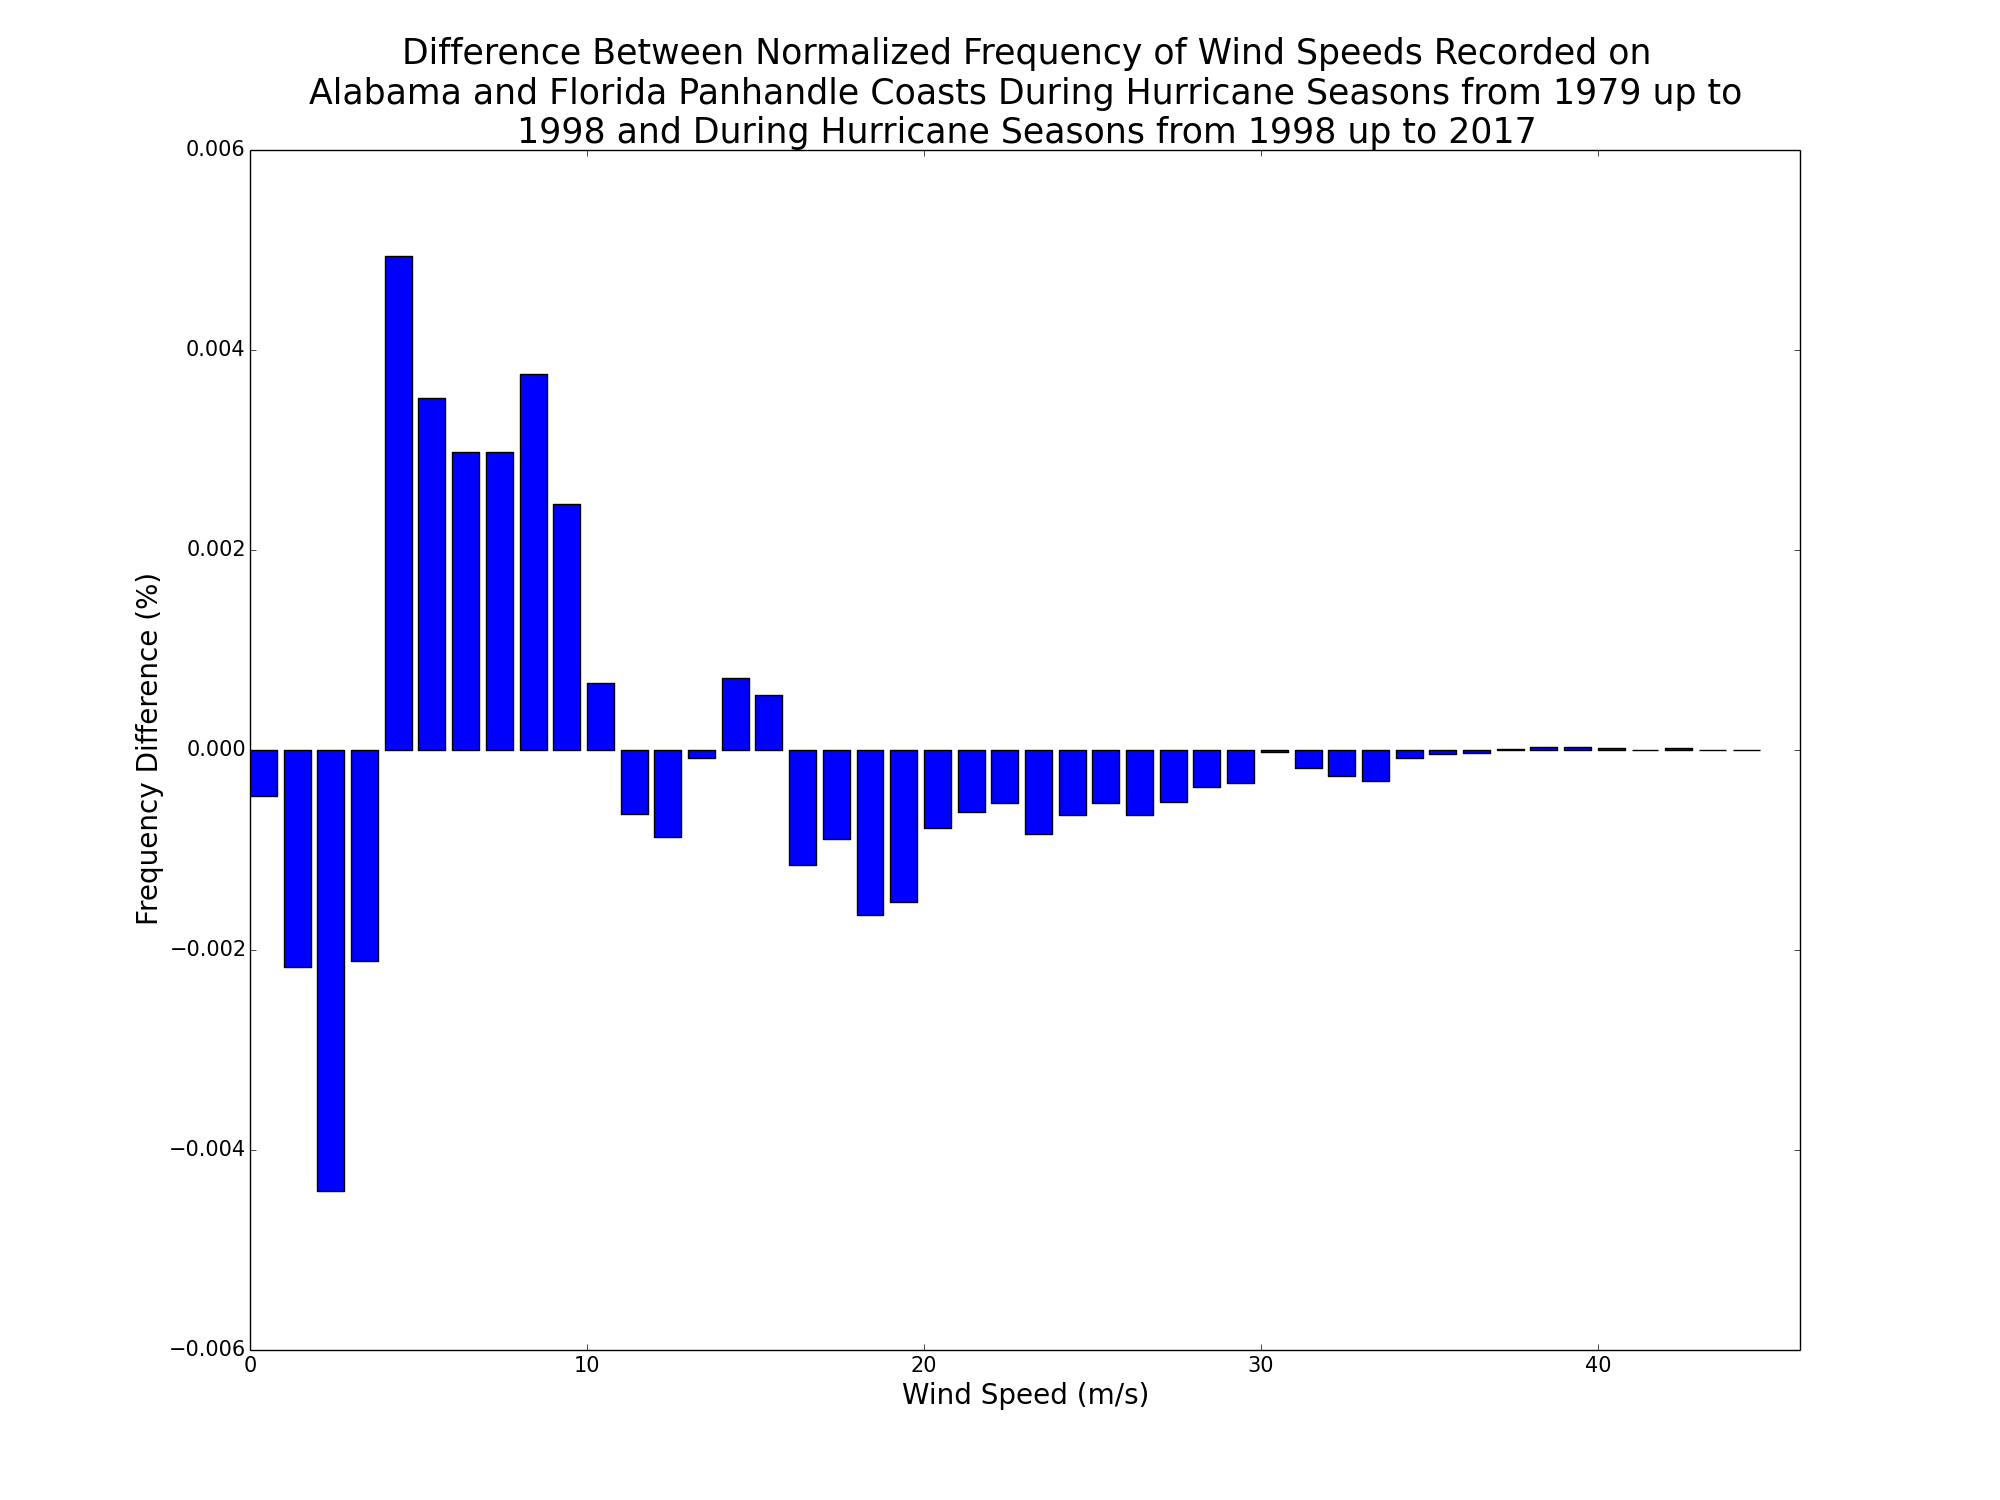 Difference Between Normalized Frequency of Wind Speeds Recorded on
Alabama and Florida Panhandle Coasts During Hurricane Seasons from 1979 up to
1998 and During Hurricane Seasons from 1998 up to 2017
0.006
0.004
0.002
0.000
−0.002
−0.004
−0.006
Frequency Difference (%)
0 10 20 30 40
Wind Speed (m/s)